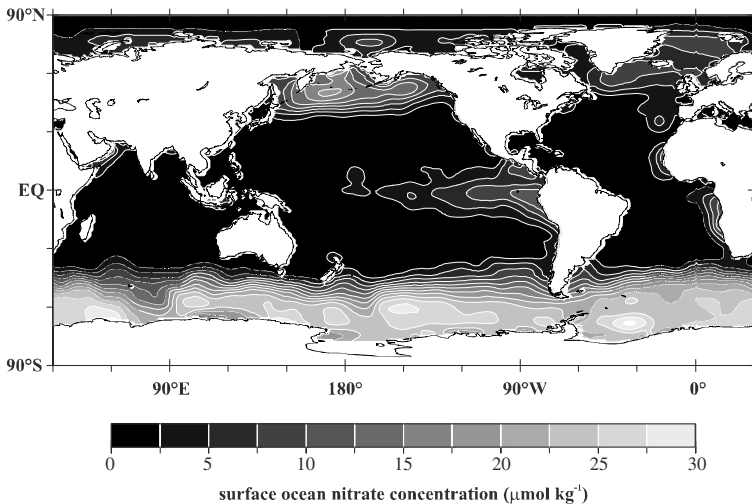 90°N
EQ
90°S
90°E 180° 90°W 0°
0 5 10 15 20 25 30
surface ocean nitrate concentration (μmol kg⁻¹)